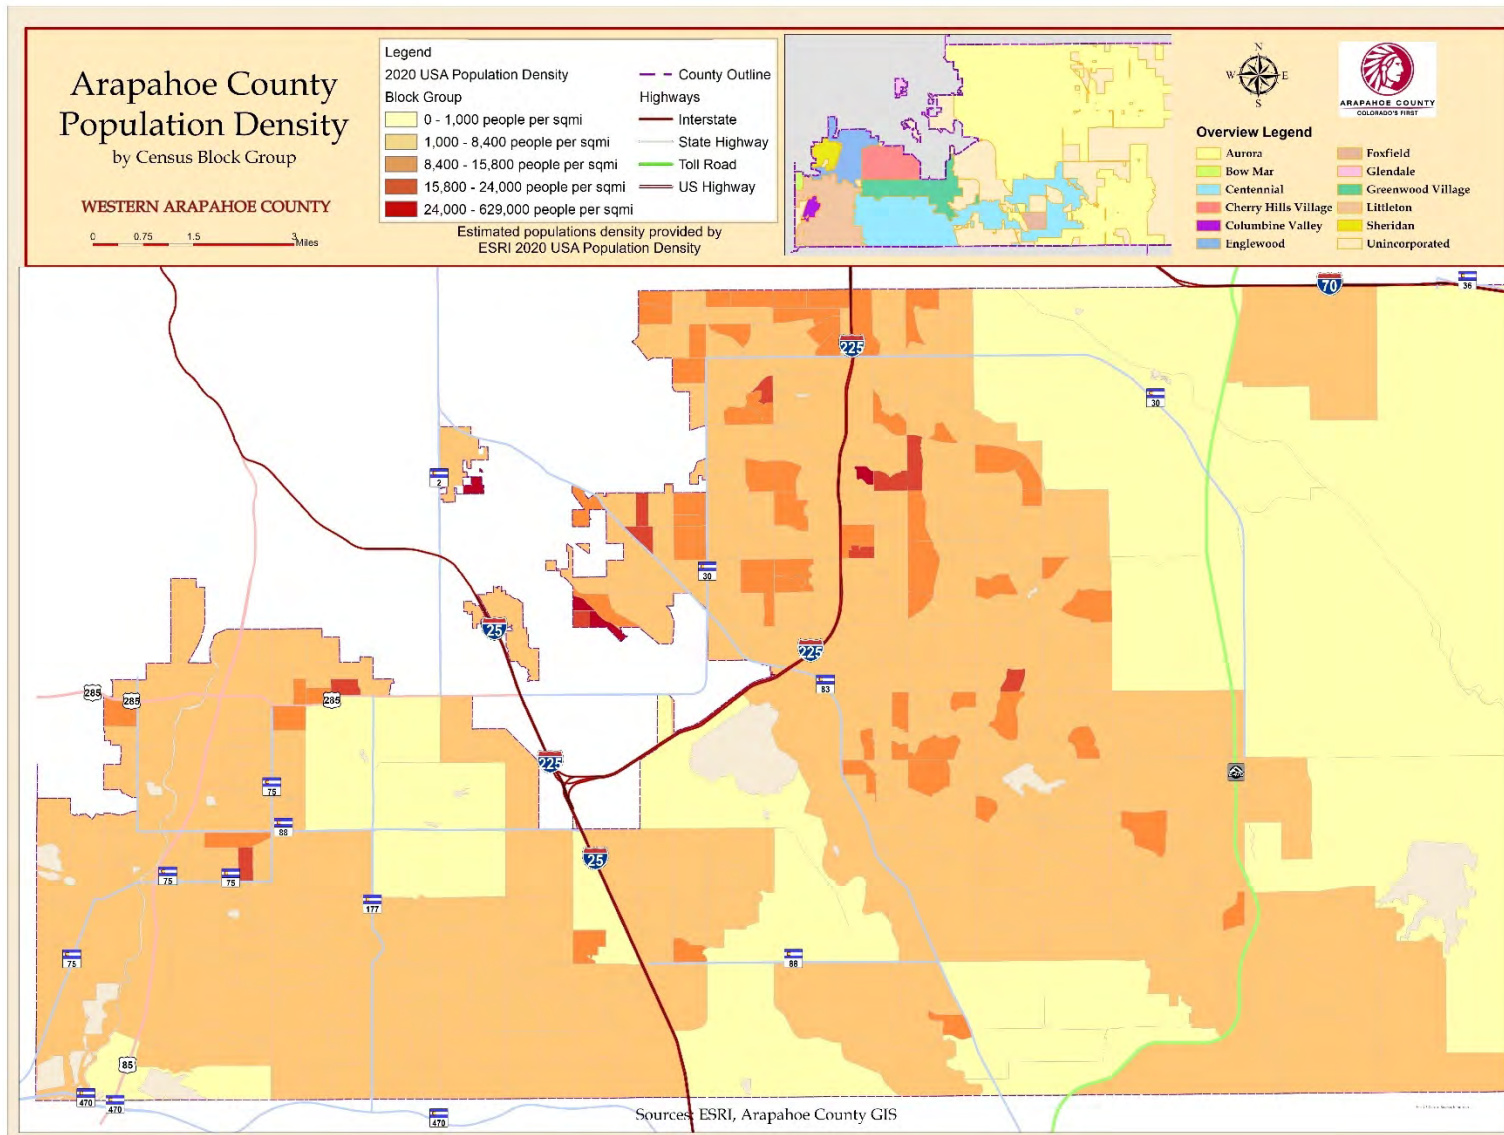 Arapahoe County
Population Density
by Census Block Group
WESTERN ARAPAHOE COUNTY
0 0.75 1.5 3
Miles
Legend
2020 USA Population Density
Block Group
0 - 1,000 people per sqmi
1,000 - 8,400 people per sqmi
8,400 - 15,800 people per sqmi
15,800 - 24,000 people per sqmi
24,000 - 629,000 people per sqmi
County Outline
Highways
Interstate
State Highway
Toll Road
US Highway
Estimated populations density provided by
ESRI 2020 USA Population Density
N
W E
S
ARAPAHOE COUNTY
COLORADO'S FIRST
Overview Legend
Aurora
Bow Mar
Centennial
Cherry Hills Village
Columbine Valley
Englewood
Foxfield
Glendale
Greenwood Village
Littleton
Sheridan
Unincorporated
70
36
225
30
2
30
25
225
83
285
285
285
225
75
88
25
75
75
177
75
88
85
470
470
470
Sources: ESRI, Arapahoe County GIS